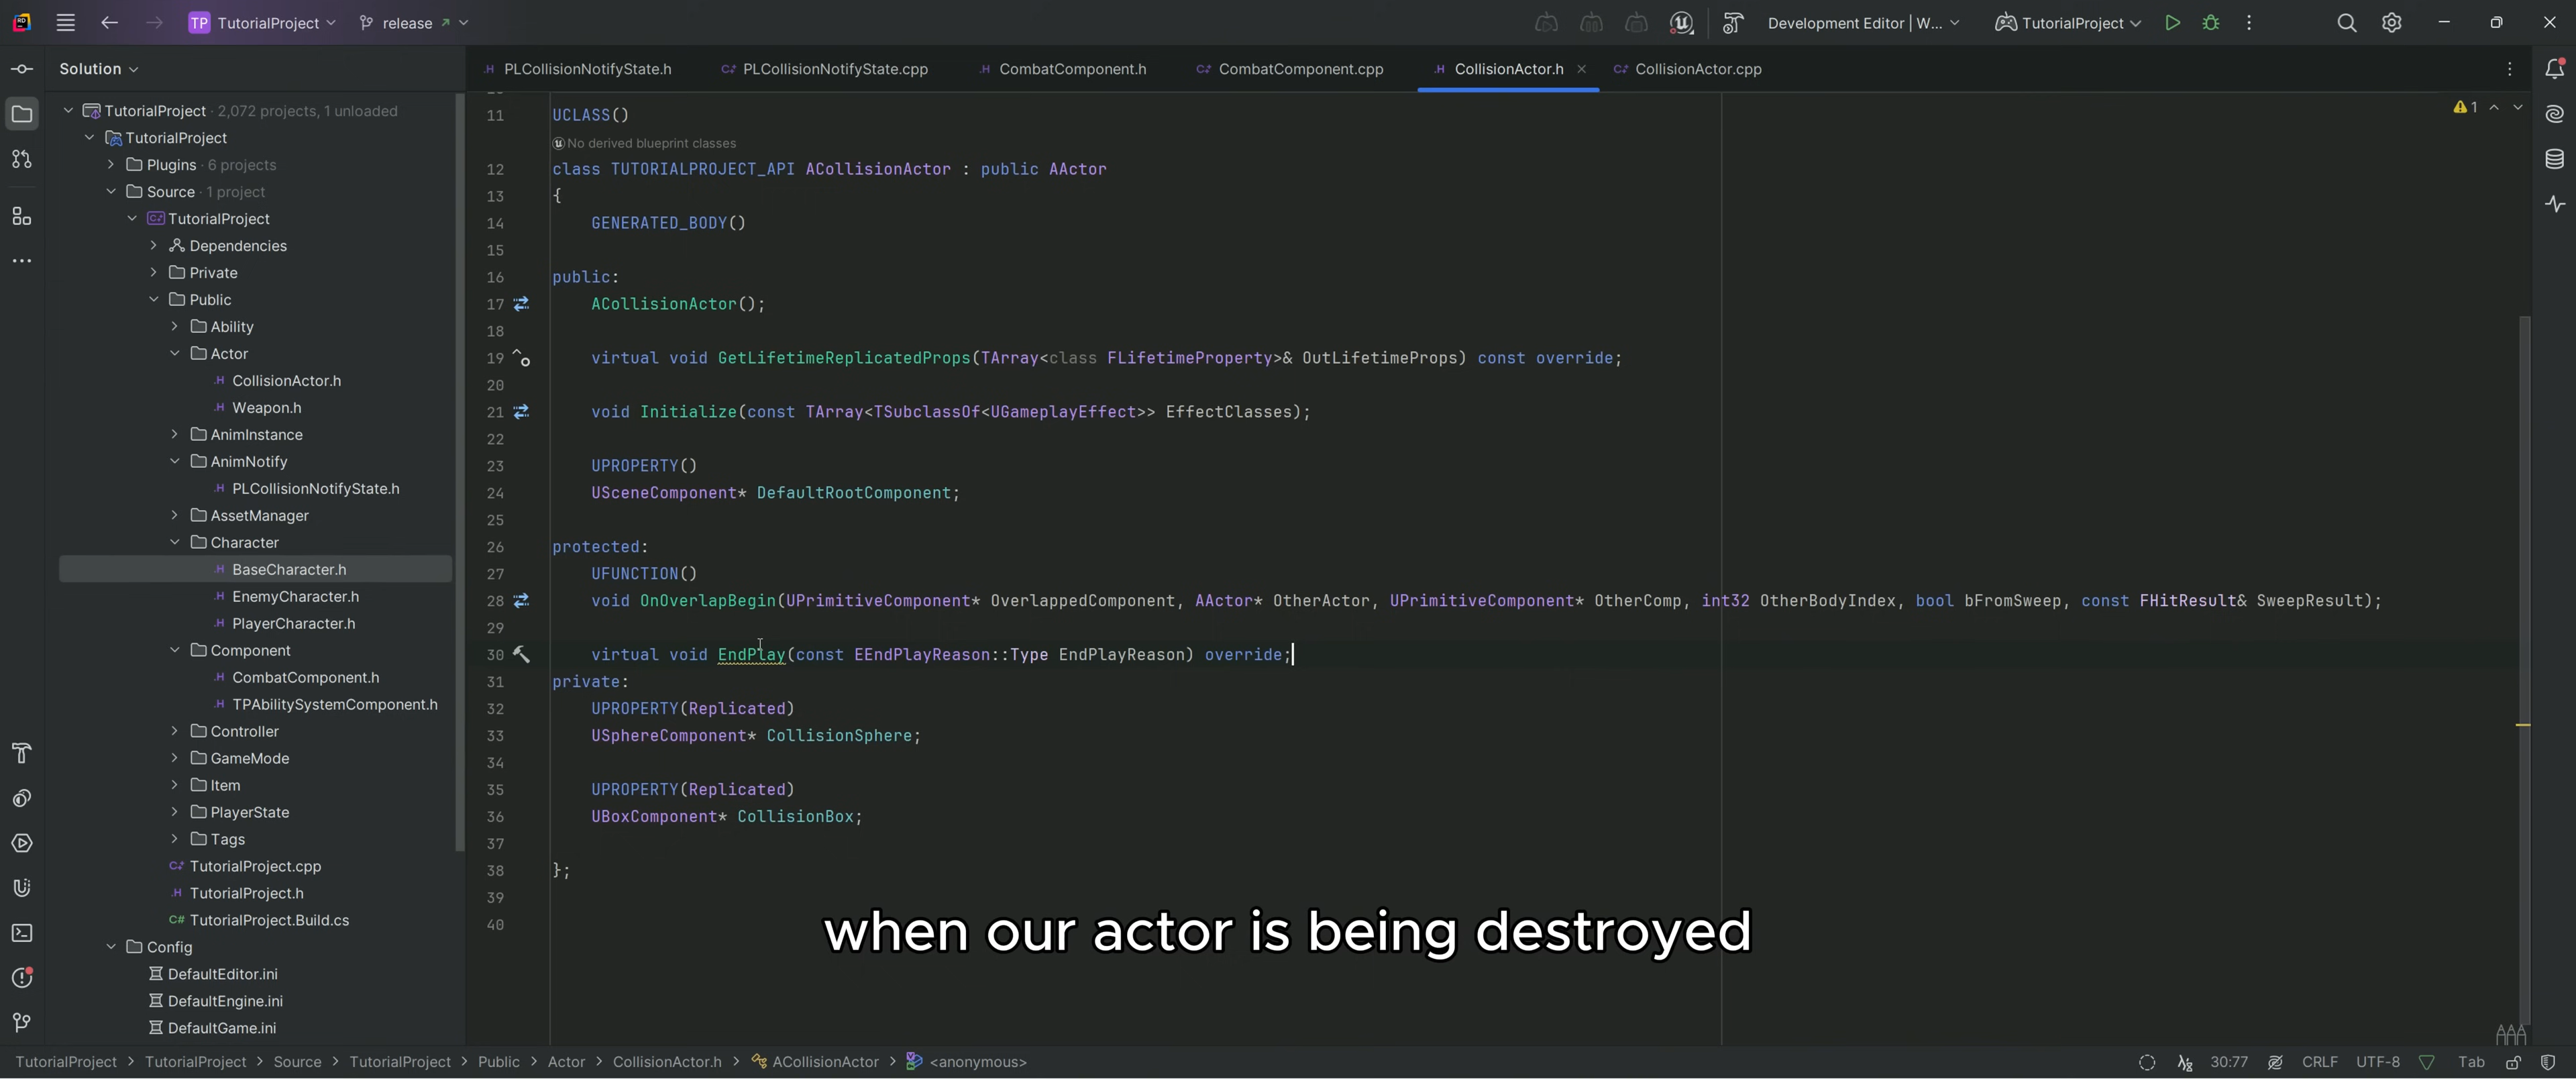 TP TutorialProject release Development Editor | W... TutorialProject
Solution
PLCollisionNotifyState.h PLCollisionNotifyState.cpp CombatComponent.h CombatComponent.cpp CollisionActor.h CollisionActor.cpp
TutorialProject · 2,072 projects, 1 unloaded
TutorialProject
Plugins · 6 projects
Source · 1 project
TutorialProject
Dependencies
Private
Public
Ability
Actor
CollisionActor.h
Weapon.h
AnimInstance
AnimNotify
PLCollisionNotifyState.h
AssetManager
Character
BaseCharacter.h
EnemyCharacter.h
PlayerCharacter.h
Component
CombatComponent.h
TPAbilitySystemComponent.h
Controller
GameMode
Item
PlayerState
Tags
TutorialProject.cpp
TutorialProject.h
TutorialProject.Build.cs
Config
DefaultEditor.ini
DefaultEngine.ini
DefaultGame.ini
1
11 UCLASS()
No derived blueprint classes
12 class TUTORIALPROJECT_API ACollisionActor : public AActor
13 {
14 GENERATED_BODY()
15
16 public:
17 ACollisionActor();
18
19 virtual void GetLifetimeReplicatedProps(TArray<class FLifetimeProperty>& OutLifetimeProps) const override;
20
21 void Initialize(const TArray<TSubclassOf<UGameplayEffect>> EffectClasses);
22
23 UPROPERTY()
24 USceneComponent* DefaultRootComponent;
25
26 protected:
27 UFUNCTION()
28 void OnOverlapBegin(UPrimitiveComponent* OverlappedComponent, AActor* OtherActor, UPrimitiveComponent* OtherComp, int32 OtherBodyIndex, bool bFromSweep, const FHitResult& SweepResult);
29
30 virtual void EndPlay(const EEndPlayReason::Type EndPlayReason) override;
31 private:
32 UPROPERTY(Replicated)
33 USphereComponent* CollisionSphere;
34
35 UPROPERTY(Replicated)
36 UBoxComponent* CollisionBox;
37
38 };
39
40
when our actor is being destroyed
TutorialProject > TutorialProject > Source > TutorialProject > Public > Actor > CollisionActor.h > ACollisionActor > <anonymous> 30:77 CRLF UTF-8 Tab